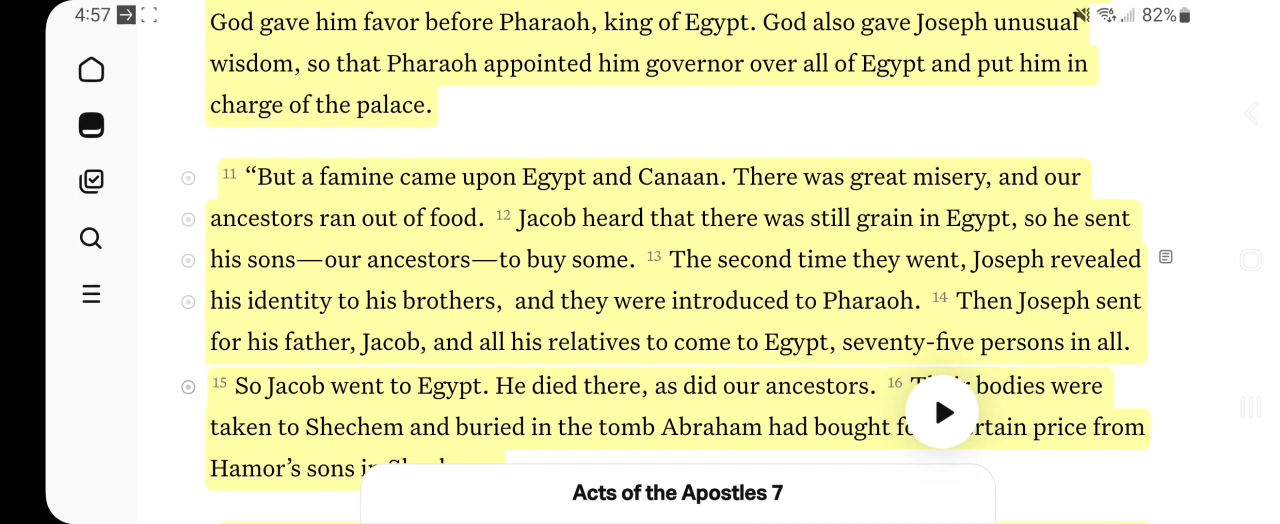 4:57
82%
God gave him favor before Pharaoh, king of Egypt. God also gave Joseph unusual
wisdom, so that Pharaoh appointed him governor over all of Egypt and put him in
charge of the palace.
11 “But a famine came upon Egypt and Canaan. There was great misery, and our
ancestors ran out of food. 12 Jacob heard that there was still grain in Egypt, so he sent
his sons—our ancestors—to buy some. 13 The second time they went, Joseph revealed
his identity to his brothers, and they were introduced to Pharaoh. 14 Then Joseph sent
for his father, Jacob, and all his relatives to come to Egypt, seventy-five persons in all.
15 So Jacob went to Egypt. He died there, as did our ancestors. 16 bodies were
taken to Shechem and buried in the tomb Abraham had bought price from
Hamor’s sons
Acts of the Apostles 7